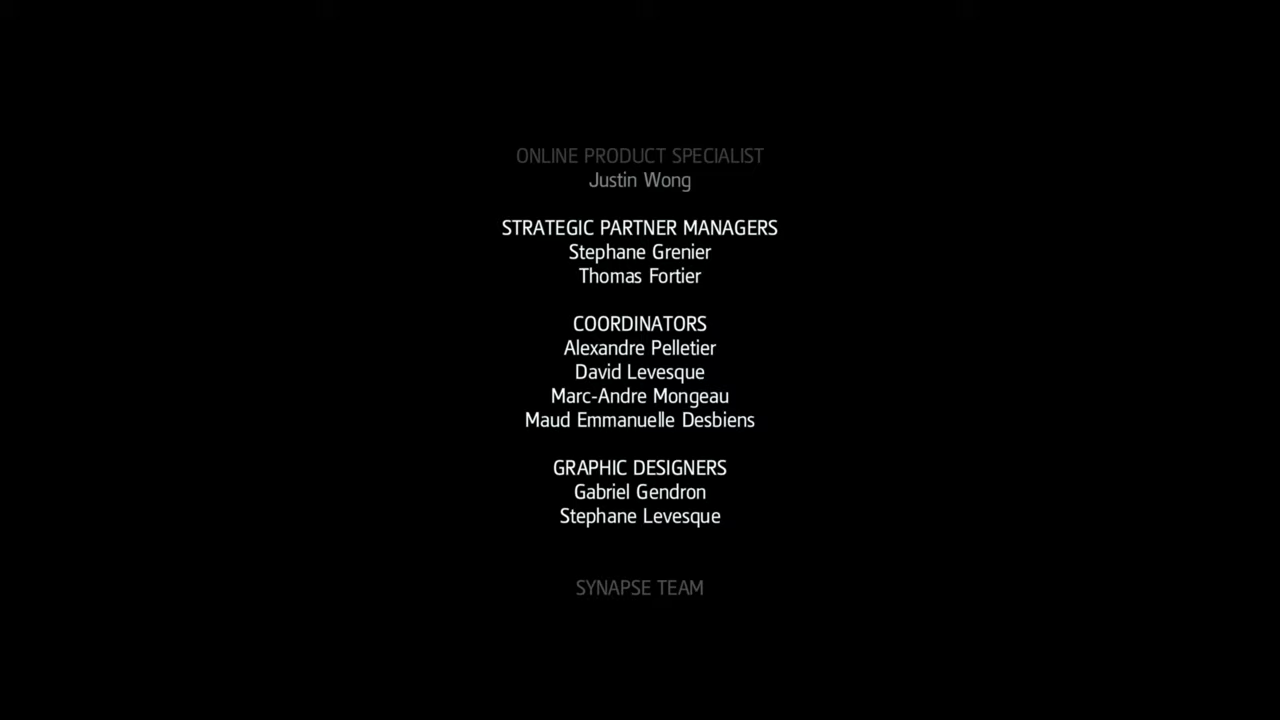 ONLINE PRODUCT SPECIALIST
Justin Wong
STRATEGIC PARTNER MANAGERS
Stephane Grenier
Thomas Fortier
COORDINATORS
Alexandre Pelletier
David Levesque
Marc-Andre Mongeau
Maud Emmanuelle Desbiens
GRAPHIC DESIGNERS
Gabriel Gendron
Stephane Levesque
SYNAPSE TEAM